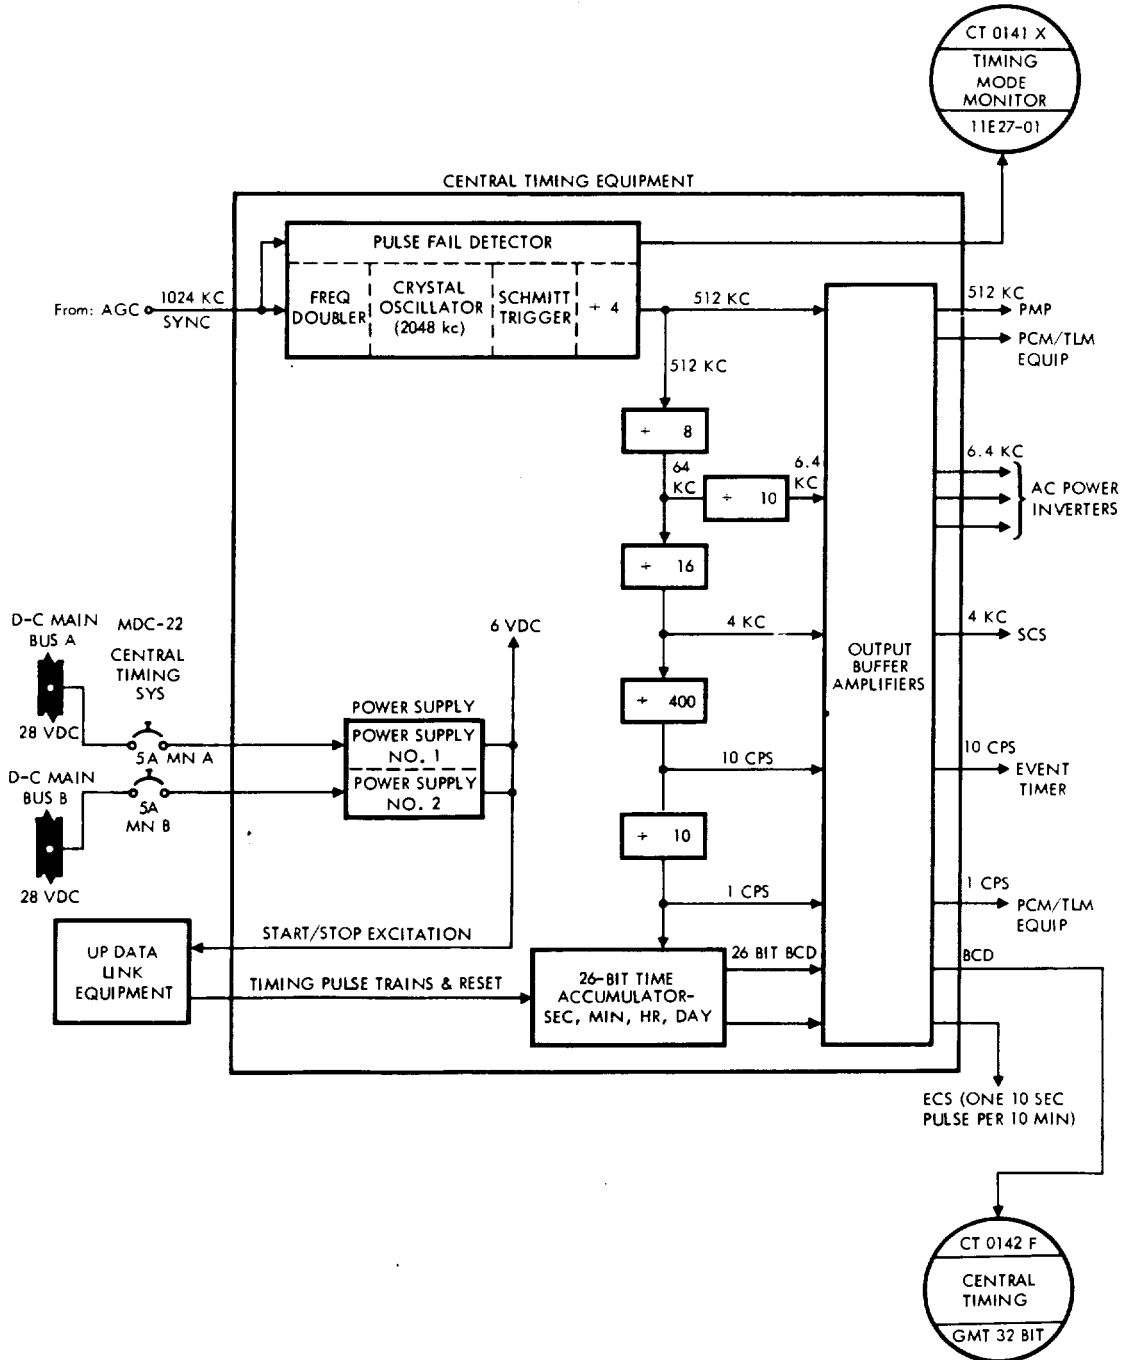 CT 0141 X
TIMING
MODE
MONITOR
11E27-01
CENTRAL TIMING EQUIPMENT
PULSE FAIL DETECTOR
FREQ
DOUBLER
CRYSTAL
OSCILLATOR
(2048 kc)
SCHMITT
TRIGGER
÷ 4
From: AGC
1024 KC
SYNC
512 KC
512 KC
PMP
PCM/TLM
EQUIP
512 KC
÷ 8
64
KC
÷ 10
6.4
KC
6.4 KC
AC POWER
INVERTERS
÷ 16
4 KC
4 KC
SCS
OUTPUT
BUFFER
AMPLIFIERS
÷ 400
10 CPS
10 CPS
EVENT
TIMER
÷ 10
1 CPS
1 CPS
PCM/TLM
EQUIP
D-C MAIN
BUS A
28 VDC
MDC-22
CENTRAL
TIMING
SYS
5A MN A
D-C MAIN
BUS B
28 VDC
5A
MN B
6 VDC
POWER SUPPLY
POWER SUPPLY
NO. 1
POWER SUPPLY
NO. 2
UP DATA
LINK
EQUIPMENT
START/STOP EXCITATION
TIMING PULSE TRAINS & RESET
26-BIT TIME
ACCUMULATOR-
SEC, MIN, HR, DAY
26 BIT BCD
BCD
ECS (ONE 10 SEC
PULSE PER 10 MIN)
CT 0142 F
CENTRAL
TIMING
GMT 32 BIT